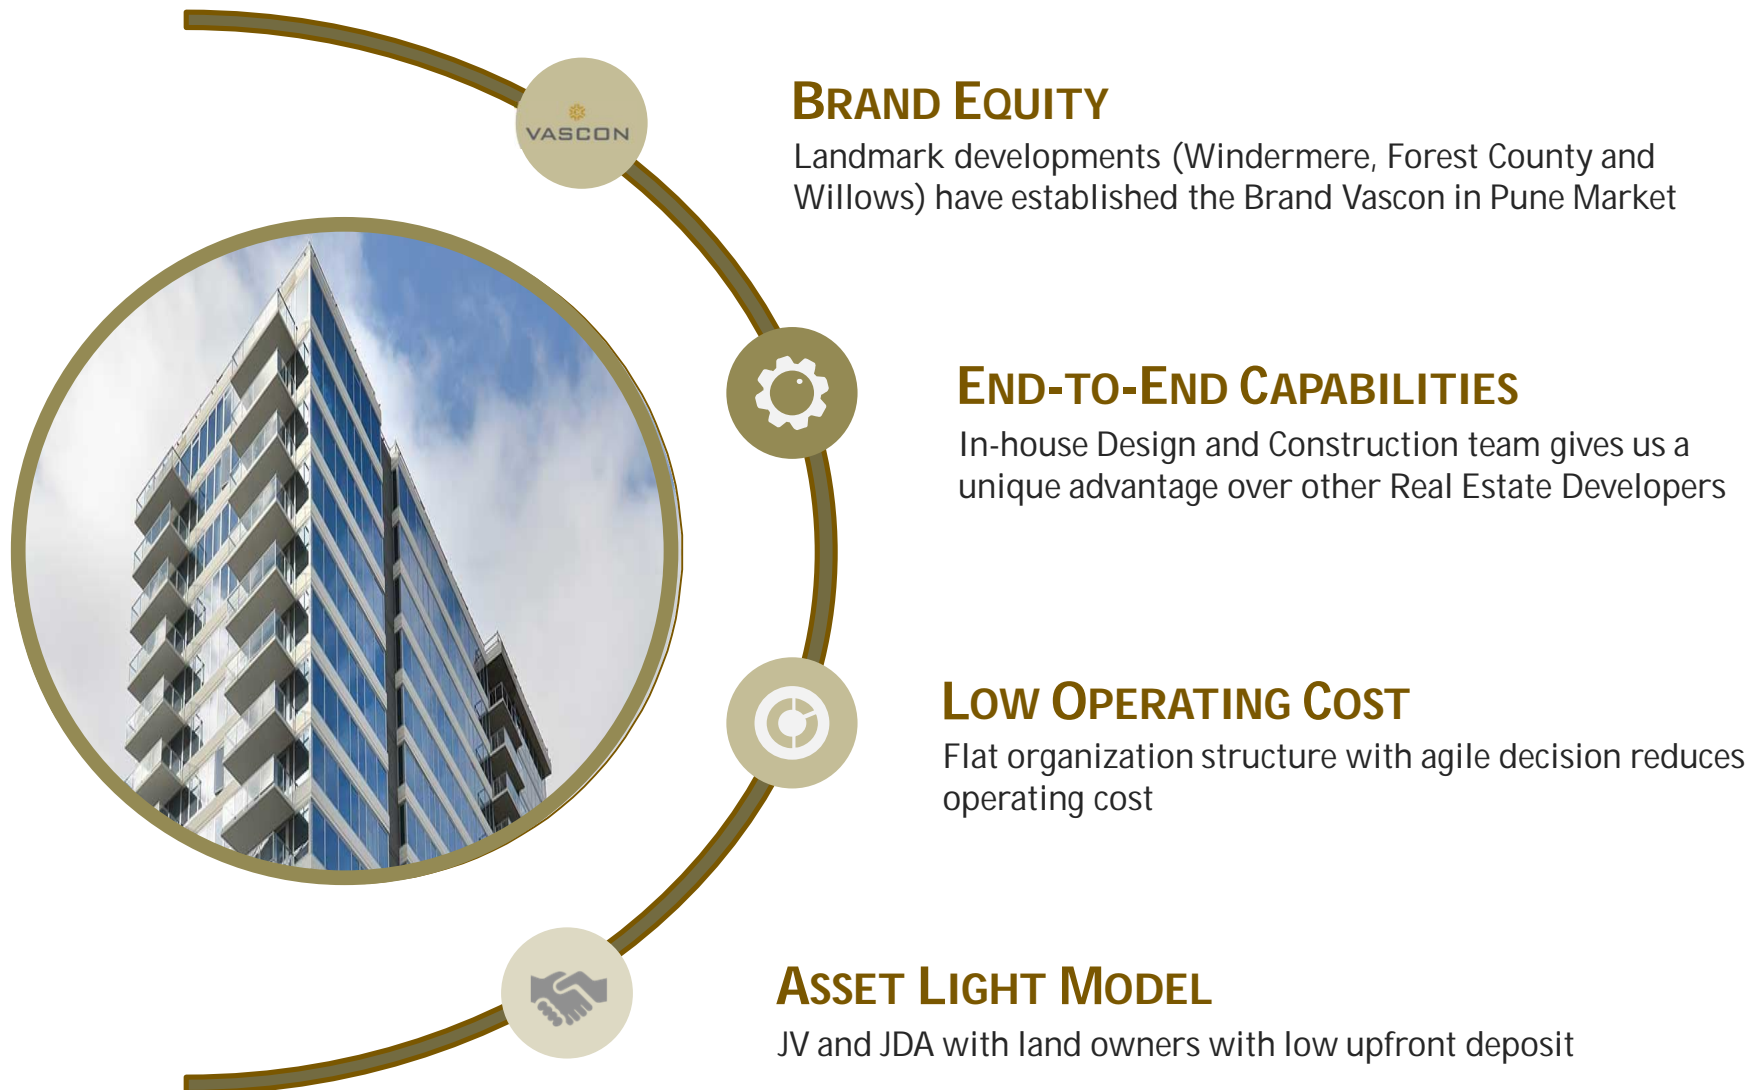 VASCON
BRAND EQUITY
Landmark developments (Windermere, Forest County and
Willows) have established the Brand Vascon in Pune Market
END-TO-END CAPABILITIES
In-house Design and Construction team gives us a
unique advantage over other Real Estate Developers
LOW OPERATING COST
Flat organization structure with agile decision reduces
operating cost
ASSET LIGHT MODEL
JV and JDA with land owners with low upfront deposit